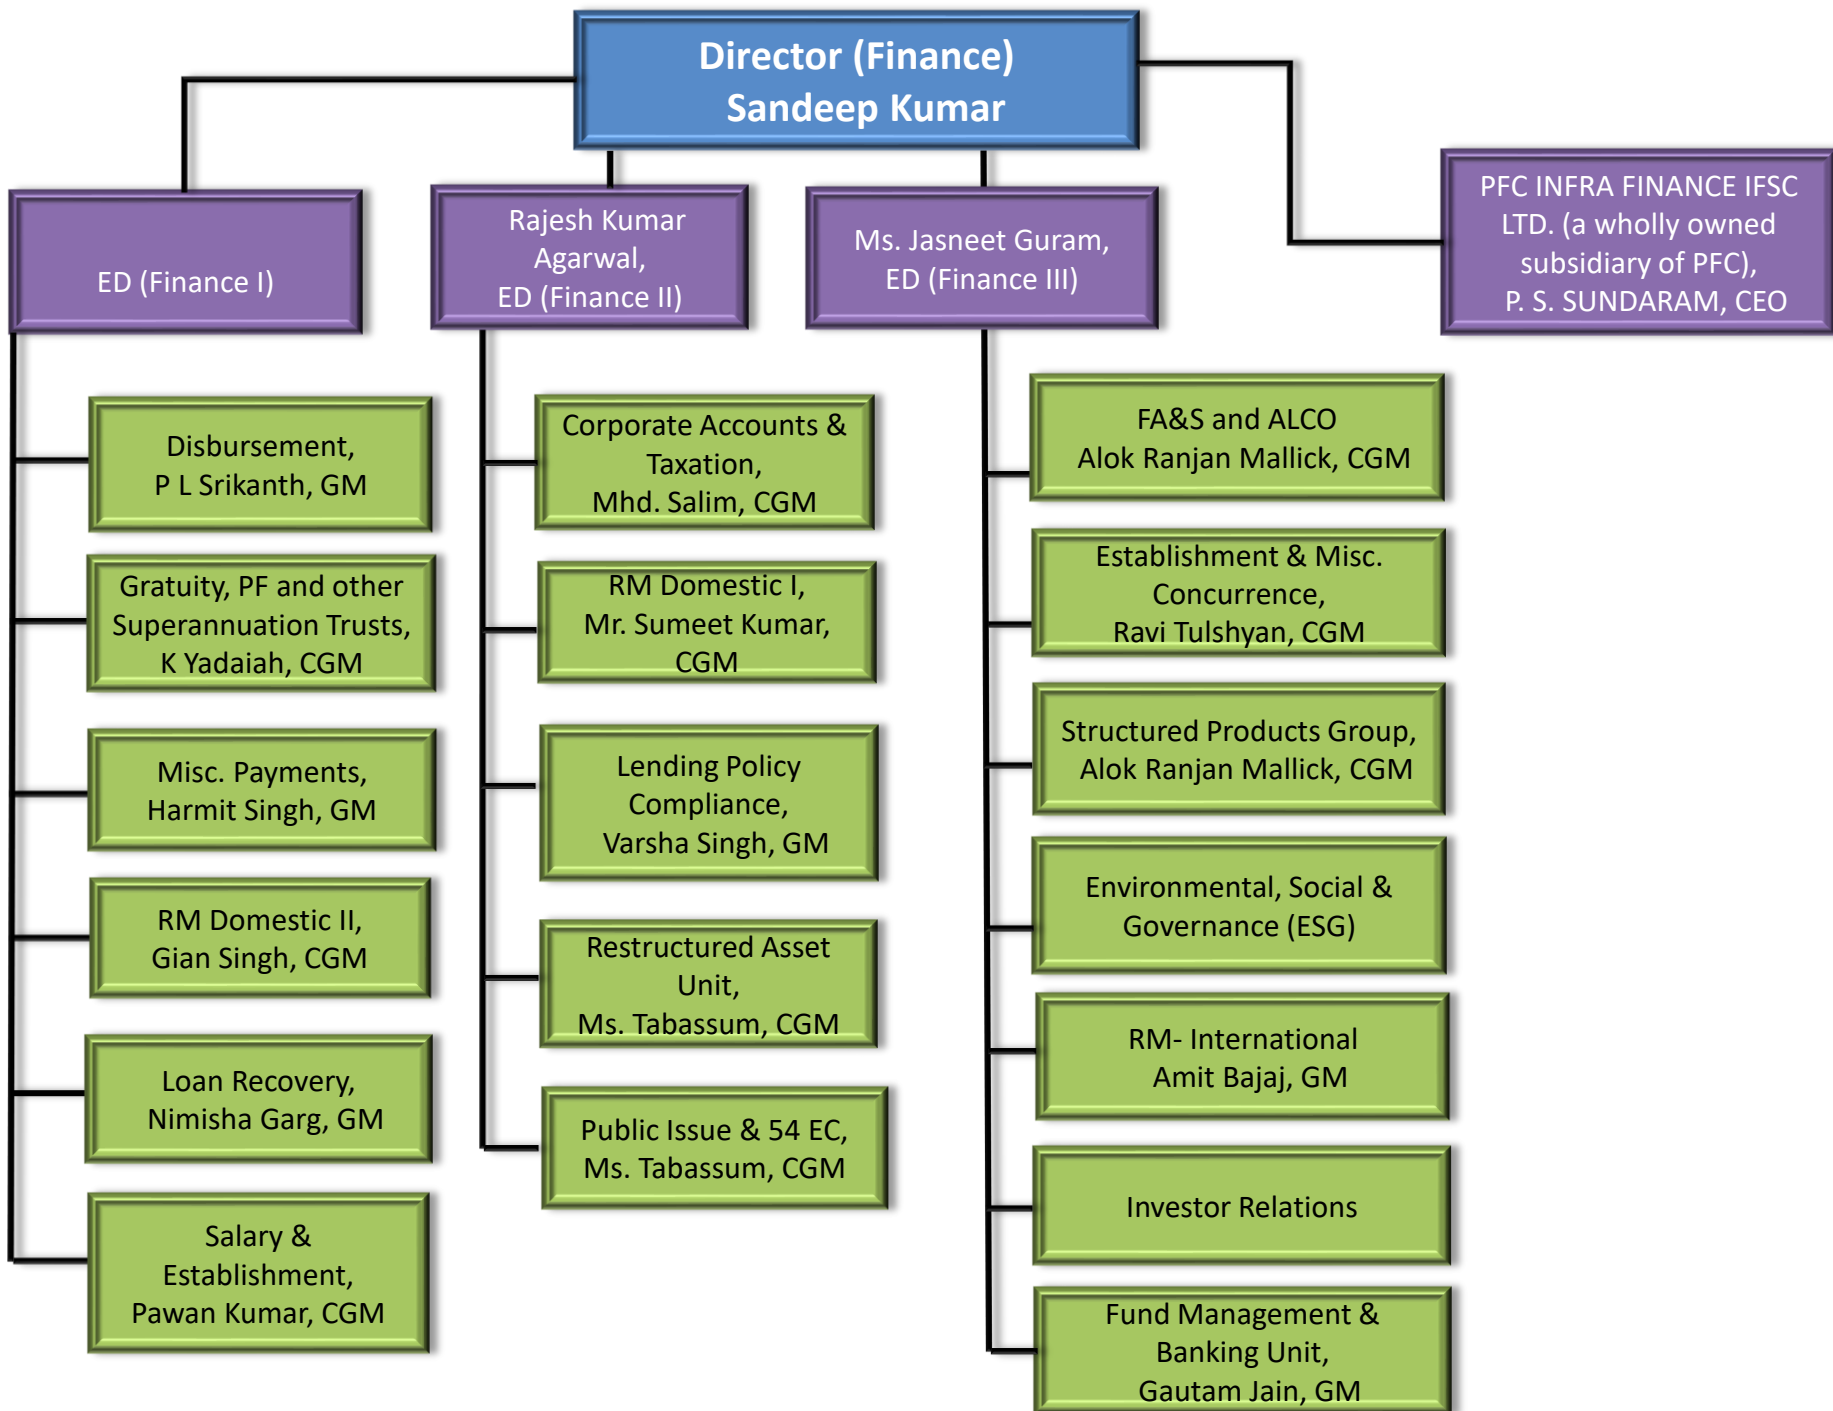 Director (Finance)
Sandeep Kumar
ED (Finance I)
Rajesh Kumar
Agarwal,
ED (Finance II)
Ms. Jasneet Guram,
ED (Finance III)
PFC INFRA FINANCE IFSC
LTD. (a wholly owned
subsidiary of PFC),
P. S. SUNDARAM, CEO
Disbursement,
P L Srikanth, GM
Gratuity, PF and other
Superannuation Trusts,
K Yadaiah, CGM
Misc. Payments,
Harmit Singh, GM
RM Domestic II,
Gian Singh, CGM
Loan Recovery,
Nimisha Garg, GM
Salary &
Establishment,
Pawan Kumar, CGM
Corporate Accounts &
Taxation,
Mhd. Salim, CGM
RM Domestic I,
Mr. Sumeet Kumar,
CGM
Lending Policy
Compliance,
Varsha Singh, GM
Restructured Asset
Unit,
Ms. Tabassum, CGM
Public Issue & 54 EC,
Ms. Tabassum, CGM
FA&S and ALCO
Alok Ranjan Mallick, CGM
Establishment & Misc.
Concurrence,
Ravi Tulshyan, CGM
Structured Products Group,
Alok Ranjan Mallick, CGM
Environmental, Social &
Governance (ESG)
RM- International
Amit Bajaj, GM
Investor Relations
Fund Management &
Banking Unit,
Gautam Jain, GM